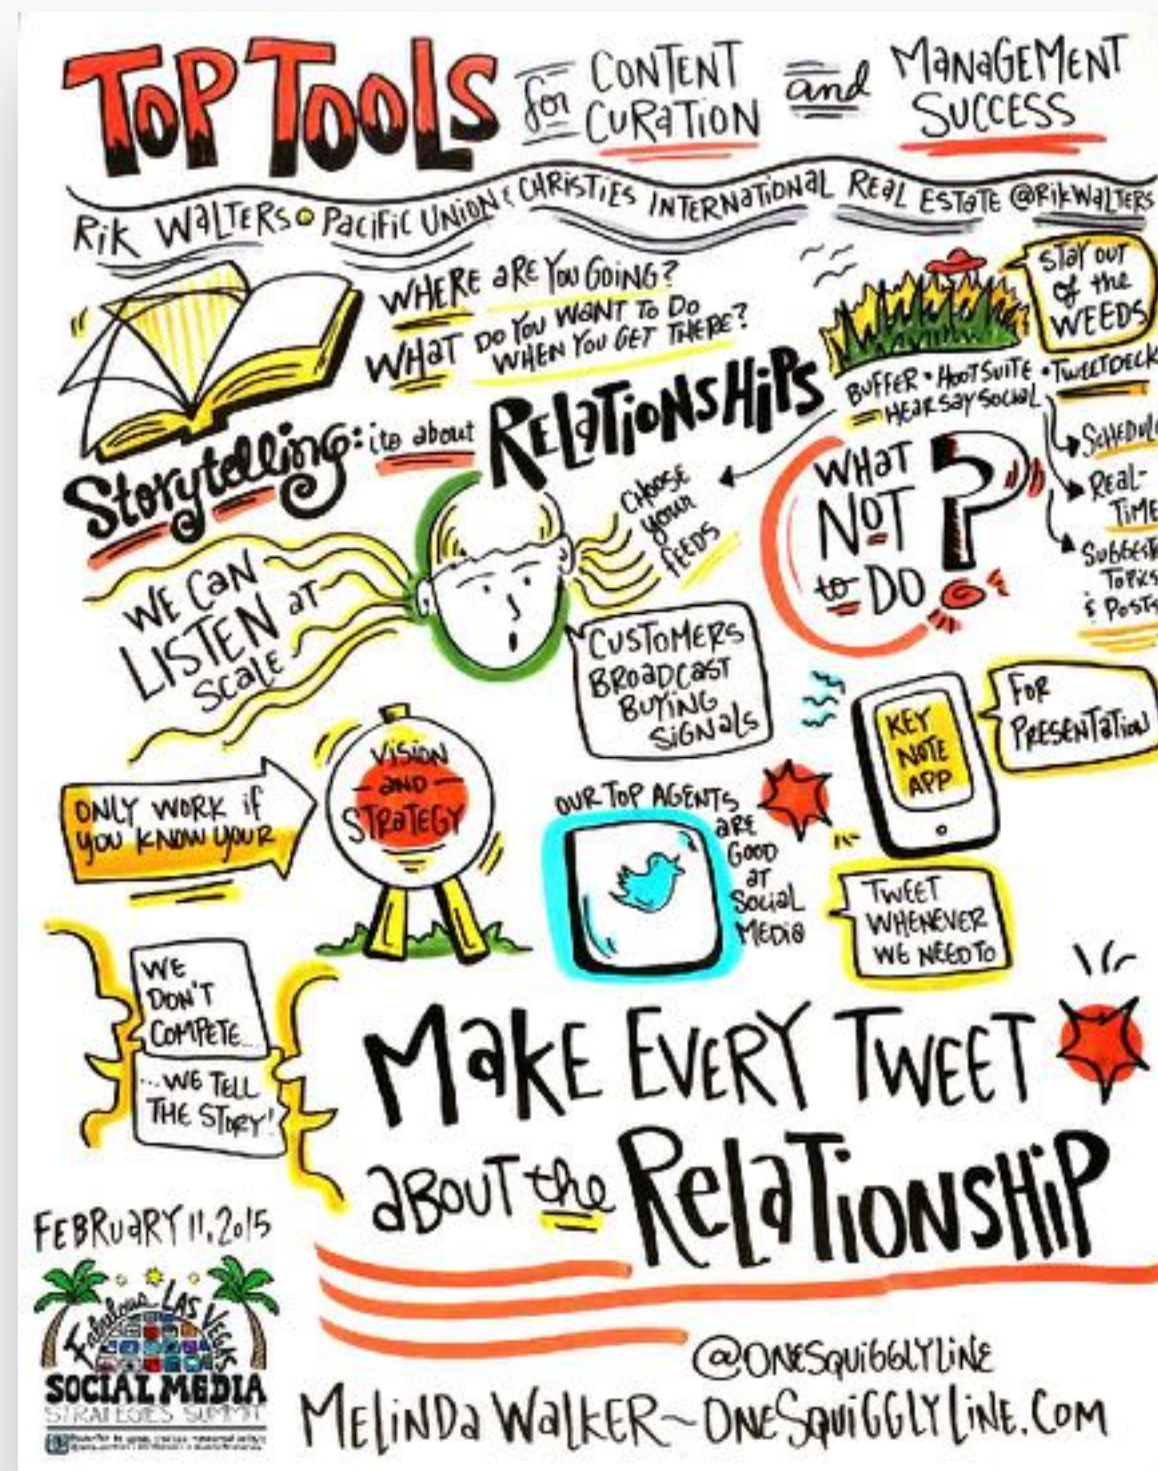 TOP TOOLS for CONTENT CURATION and MANAGEMENT SUCCESS
RIK WALTERS • PACIFIC UNION & CHRISTIES INTERNATIONAL REAL ESTATE @RIKWALTERS
WHERE ARE YOU GOING?
WHAT DO YOU WANT TO DO
WHEN YOU GET THERE?
STAY OUT
of the
WEEDS
BUFFER • HOOTSUITE • TWEETDECK
HEARSAY SOCIAL
Storytelling: its about RELATIONSHIPS
CHOOSE
your
FEEDS
WHAT
NOT
to DO
?
REAL-
TIME
TOPICS
& POSTS
WE CAN
LISTEN at
SCALE
CUSTOMERS
BROADCAST
BUYING
SIGNALS
KEY
NOTE
APP
FOR
PRESENTATION
ONLY WORK if
YOU KNOW YOUR
VISION
AND
STRATEGY
OUR TOP AGENTS
ARE
GOOD
AT
SOCIAL
MEDIA
TWEET
WHENEVER
WE NEED TO
WE
DON'T
COMPETE...
...WE TELL
THE STORY!
MAKE EVERY TWEET
ABOUT the RELATIONSHIP
FEBRUARY 11, 2015
Fabulous LAS VEGAS
SOCIAL MEDIA
STRATEGIES SUMMIT
@ONESQUIGGLYLINE
MELINDA WALKER~ONESQUIGGLYLINE.COM